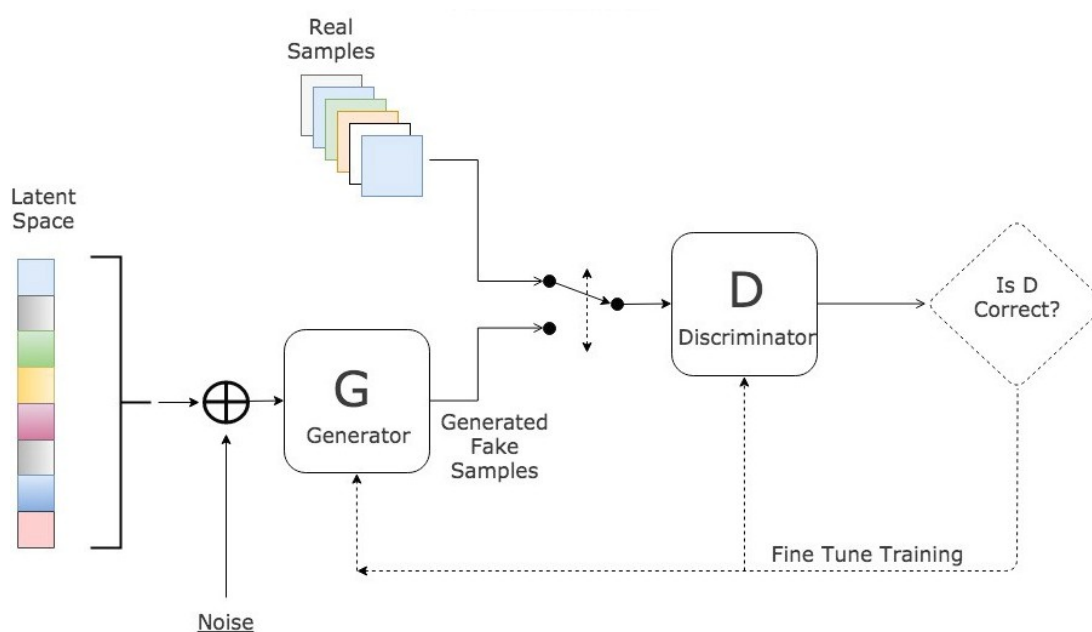 Real
Samples
Latent
Space
Is D
Correct?
D
Discriminator
G
Generator
Generated
Fake
Samples
Fine Tune Training
Noise